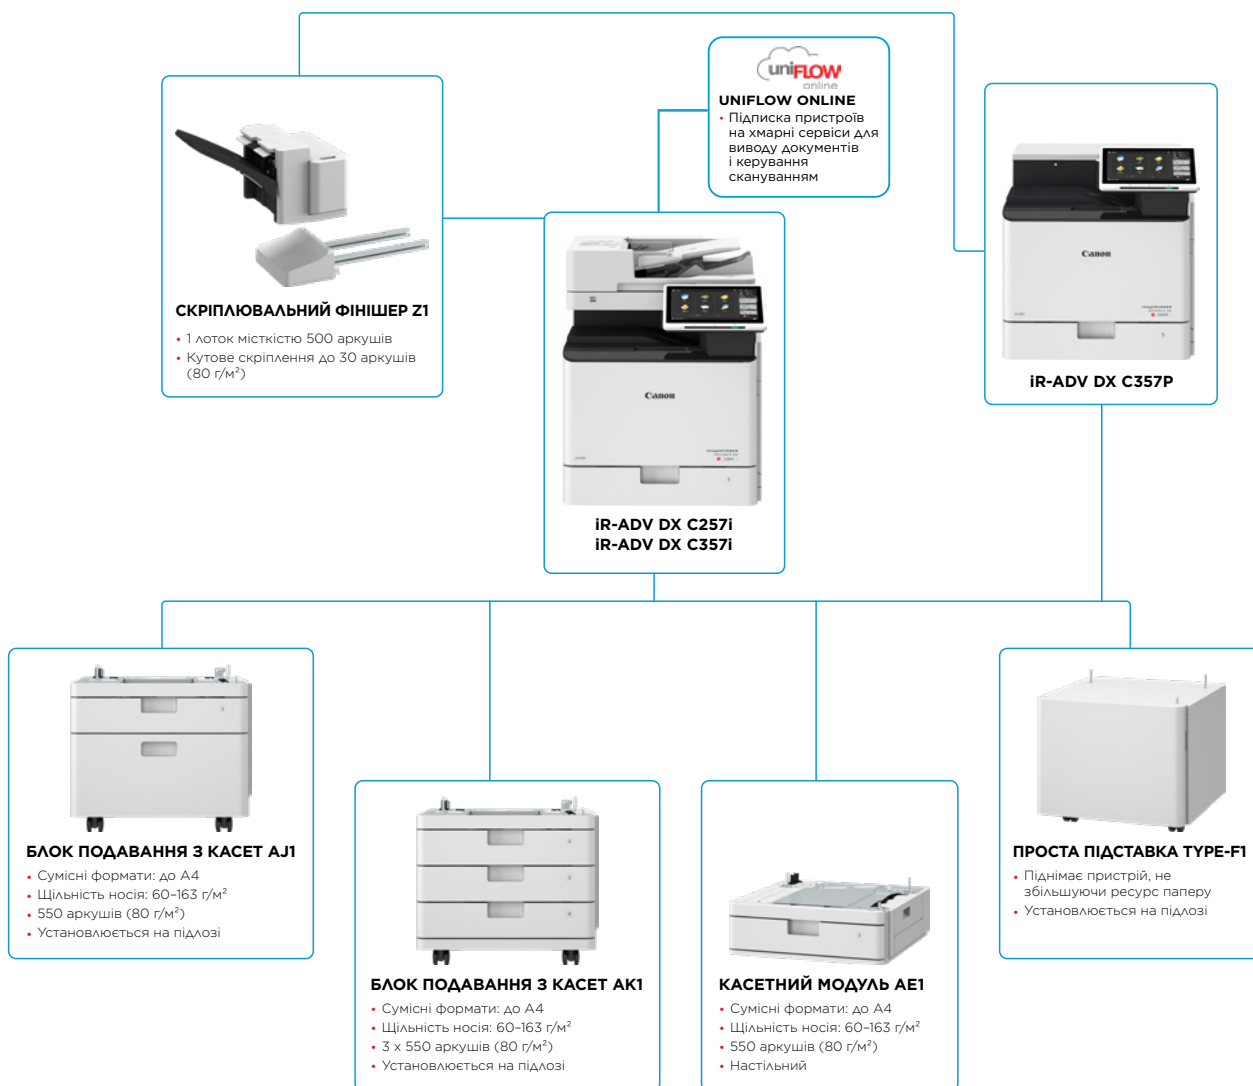 uniFLOW
online
UNIFLOW ONLINE
• Підписка пристроїв
на хмарні сервіси для
виводу документів
і керування
скануванням
СКРІПЛЮВАЛЬНИЙ ФІНІШЕР Z1
• 1 лоток місткістю 500 аркушів
• Кутове скріплення до 30 аркушів
(80 г/м²)
Canon
iR-ADV DX C257i
iR-ADV DX C357i
Canon
iR-ADV DX C357P
БЛОК ПОДАВАННЯ З КАСЕТ AJ1
• Сумісні формати: до A4
• Щільність носія: 60–163 г/м²
• 550 аркушів (80 г/м²)
• Установлюється на підлозі
БЛОК ПОДАВАННЯ З КАСЕТ AK1
• Сумісні формати: до A4
• Щільність носія: 60–163 г/м²
• 3 x 550 аркушів (80 г/м²)
• Установлюється на підлозі
КАСЕТНИЙ МОДУЛЬ AE1
• Сумісні формати: до A4
• Щільність носія: 60–163 г/м²
• 550 аркушів (80 г/м²)
• Настільний
ПРОСТА ПІДСТАВКА TYPE-F1
• Піднімає пристрій, не
збільшуючи ресурс паперу
• Установлюється на підлозі